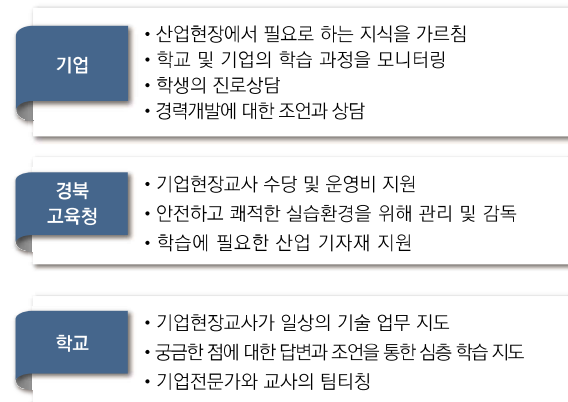 기업
• 산업현장에서 필요로 하는 지식을 가르침
• 학교 및 기업의 학습 과정을 모니터링
• 학생의 진로상담
• 경력개발에 대한 조언과 상담
경북
고육청
• 기업현장교사 수당 및 운영비 지원
• 안전하고 쾌적한 실습환경을 위해 관리 및 감독
• 학습에 필요한 산업 기자재 지원
학교
• 기업현장교사가 일상의 기술 업무 지도
• 궁금한 점에 대한 답변과 조언을 통한 심층 학습 지도
• 기업전문가와 교사의 팀티칭